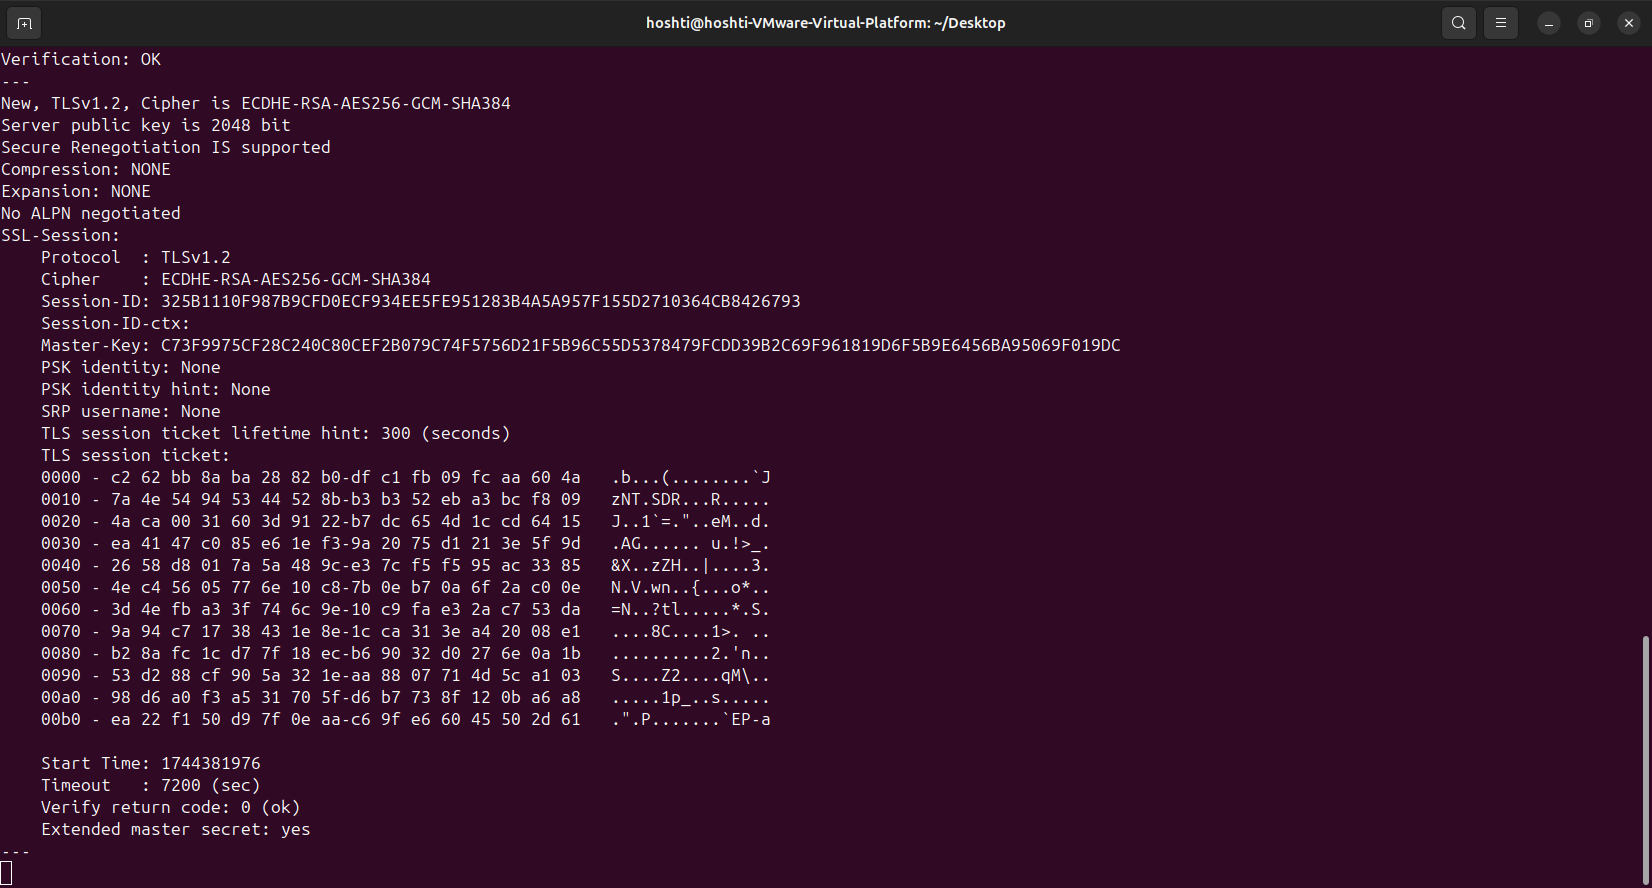 hoshti@hoshti-VMware-Virtual-Platform: ~/Desktop
Verification: OK
---
New, TLSv1.2, Cipher is ECDHE-RSA-AES256-GCM-SHA384
Server public key is 2048 bit
Secure Renegotiation IS supported
Compression: NONE
Expansion: NONE
No ALPN negotiated
SSL-Session:
    Protocol  : TLSv1.2
    Cipher    : ECDHE-RSA-AES256-GCM-SHA384
    Session-ID: 325B1110F987B9CFD0ECF934EE5FE951283B4A5A957F155D2710364CB8426793
    Session-ID-ctx:
    Master-Key: C73F9975CF28C240C80CEF2B079C74F5756D21F5B96C55D5378479FCDD39B2C69F961819D6F5B9E6456BA95069F019DC
    PSK identity: None
    PSK identity hint: None
    SRP username: None
    TLS session ticket lifetime hint: 300 (seconds)
    TLS session ticket:
    0000 - c2 62 bb 8a ba 28 82 b0-df c1 fb 09 fc aa 60 4a   .b...(........`J
    0010 - 7a 4e 54 94 53 44 52 8b-b3 b3 52 eb a3 bc f8 09   zNT.SDR...R.....
    0020 - 4a ca 00 31 60 3d 91 22-b7 dc 65 4d 1c cd 64 15   J..1`=."..eM..d.
    0030 - ea 41 47 c0 85 e6 1e f3-9a 20 75 d1 21 3e 5f 9d   .AG...... u.!>_.
    0040 - 26 58 d8 01 7a 5a 48 9c-e3 7c f5 f5 95 ac 33 85   &X..zZH..|....3.
    0050 - 4e c4 56 05 77 6e 10 c8-7b 0e b7 0a 6f 2a c0 0e   N.V.wn..{...o*..
    0060 - 3d 4e fb a3 3f 74 6c 9e-10 c9 fa e3 2a c7 53 da   =N..?tl.....*.S.
    0070 - 9a 94 c7 17 38 43 1e 8e-1c ca 31 3e a4 20 08 e1   ....8C....1>. ..
    0080 - b2 8a fc 1c d7 7f 18 ec-b6 90 32 d0 27 6e 0a 1b   ..........2.'n..
    0090 - 53 d2 88 cf 90 5a 32 1e-aa 88 07 71 4d 5c a1 03   S....Z2....qM\..
    00a0 - 98 d6 a0 f3 a5 31 70 5f-d6 b7 73 8f 12 0b a6 a8   .....1p_..s.....
    00b0 - ea 22 f1 50 d9 7f 0e aa-c6 9f e6 60 45 50 2d 61   .".P.......`EP-a
    Start Time: 1744381976
    Timeout   : 7200 (sec)
    Verify return code: 0 (ok)
    Extended master secret: yes
---